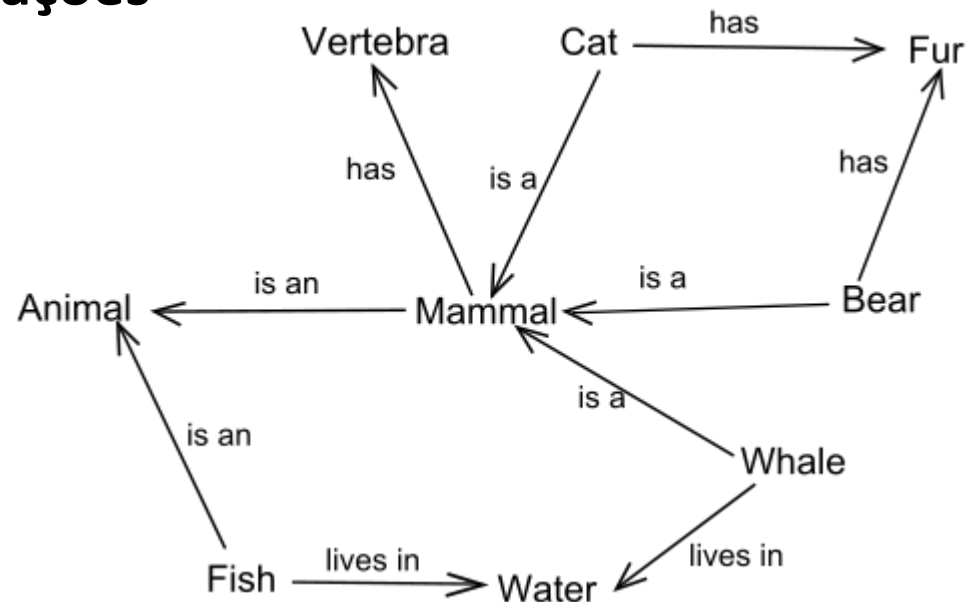 uções
has
Vertebra
Cat
Fur
has
has
is a
is an
is a
Animal
Mammal
Bear
is a
is an
Whale
lives in
lives in
Fish
Water